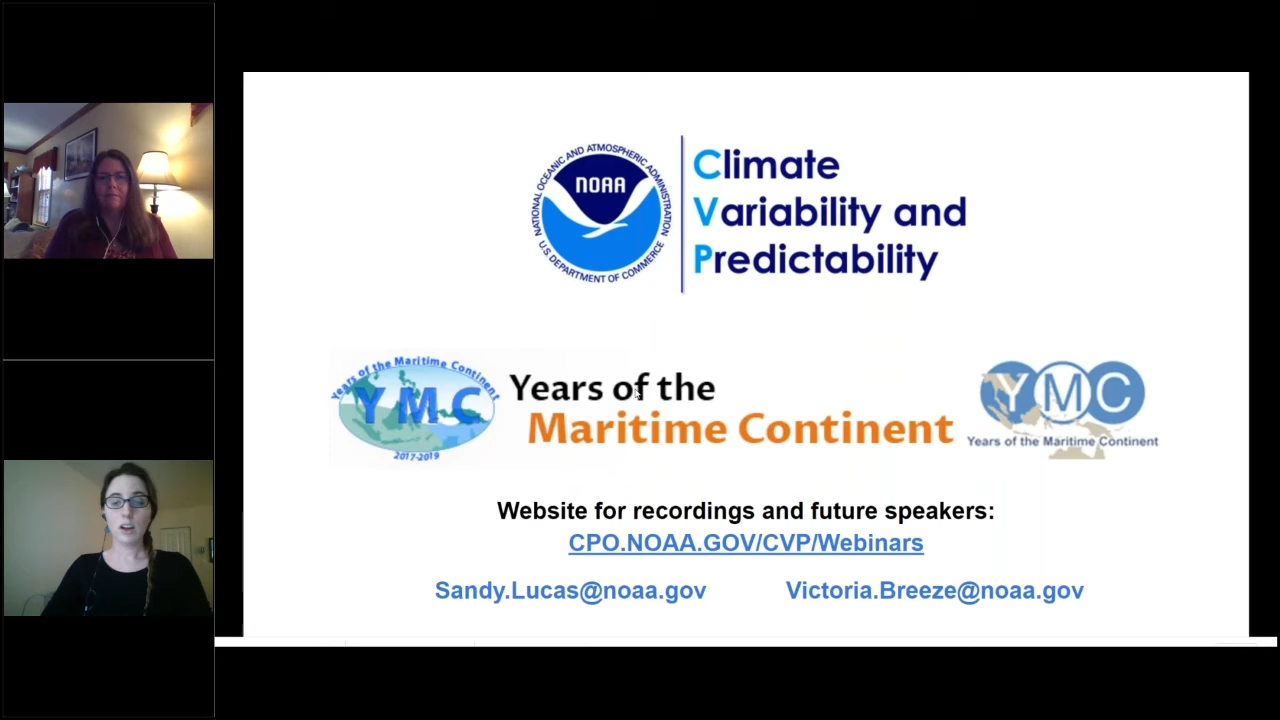 NATIONAL OCEANIC AND ATMOSPHERIC ADMINISTRATION
NOAA
U.S. DEPARTMENT OF COMMERCE
Climate
Variability and
Predictability
Years of the Maritime Continent
YMC
2017-2019
Years of the
Maritime Continent
YMC
Years of the Maritime Continent
Website for recordings and future speakers:
CPO.NOAA.GOV/CVP/Webinars
Sandy.Lucas@noaa.gov
Victoria.Breeze@noaa.gov